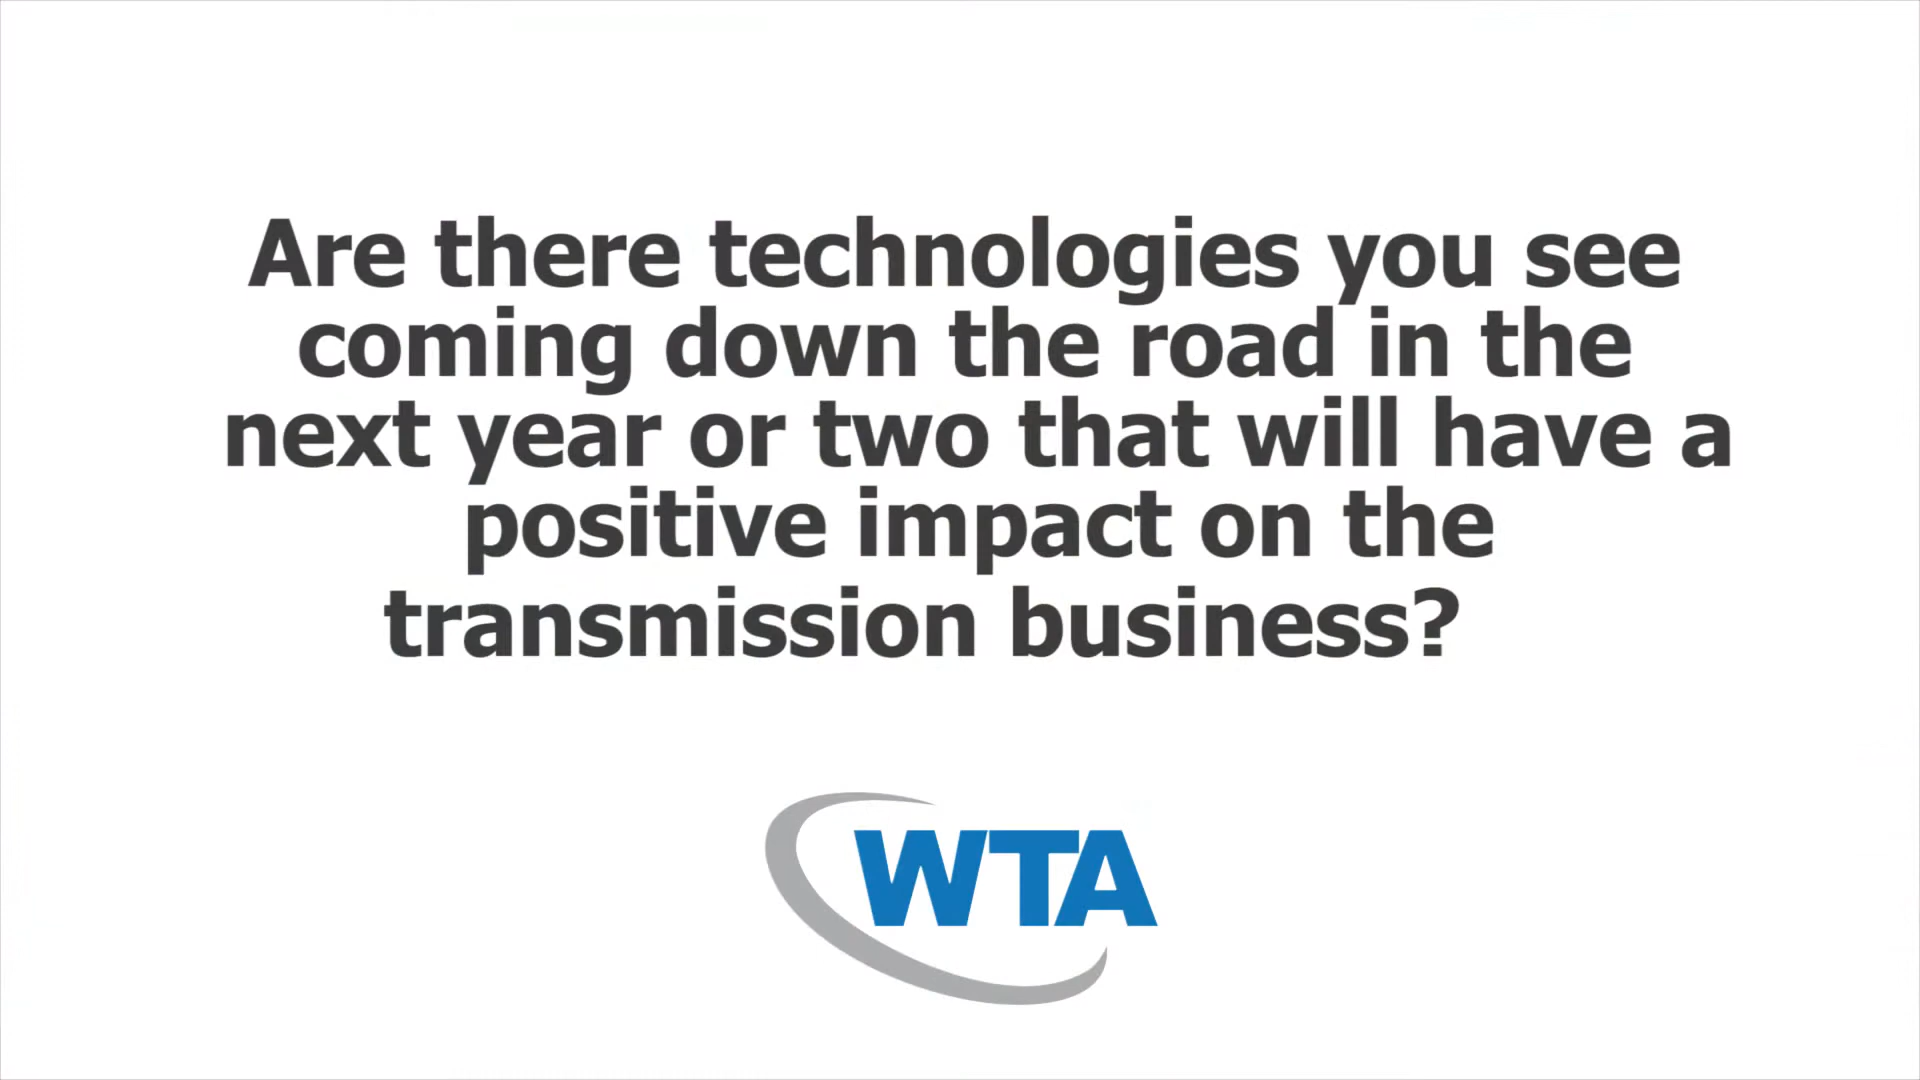 Are there technologies you see
coming down the road in the
next year or two that will have a
positive impact on the
transmission business?
WTA